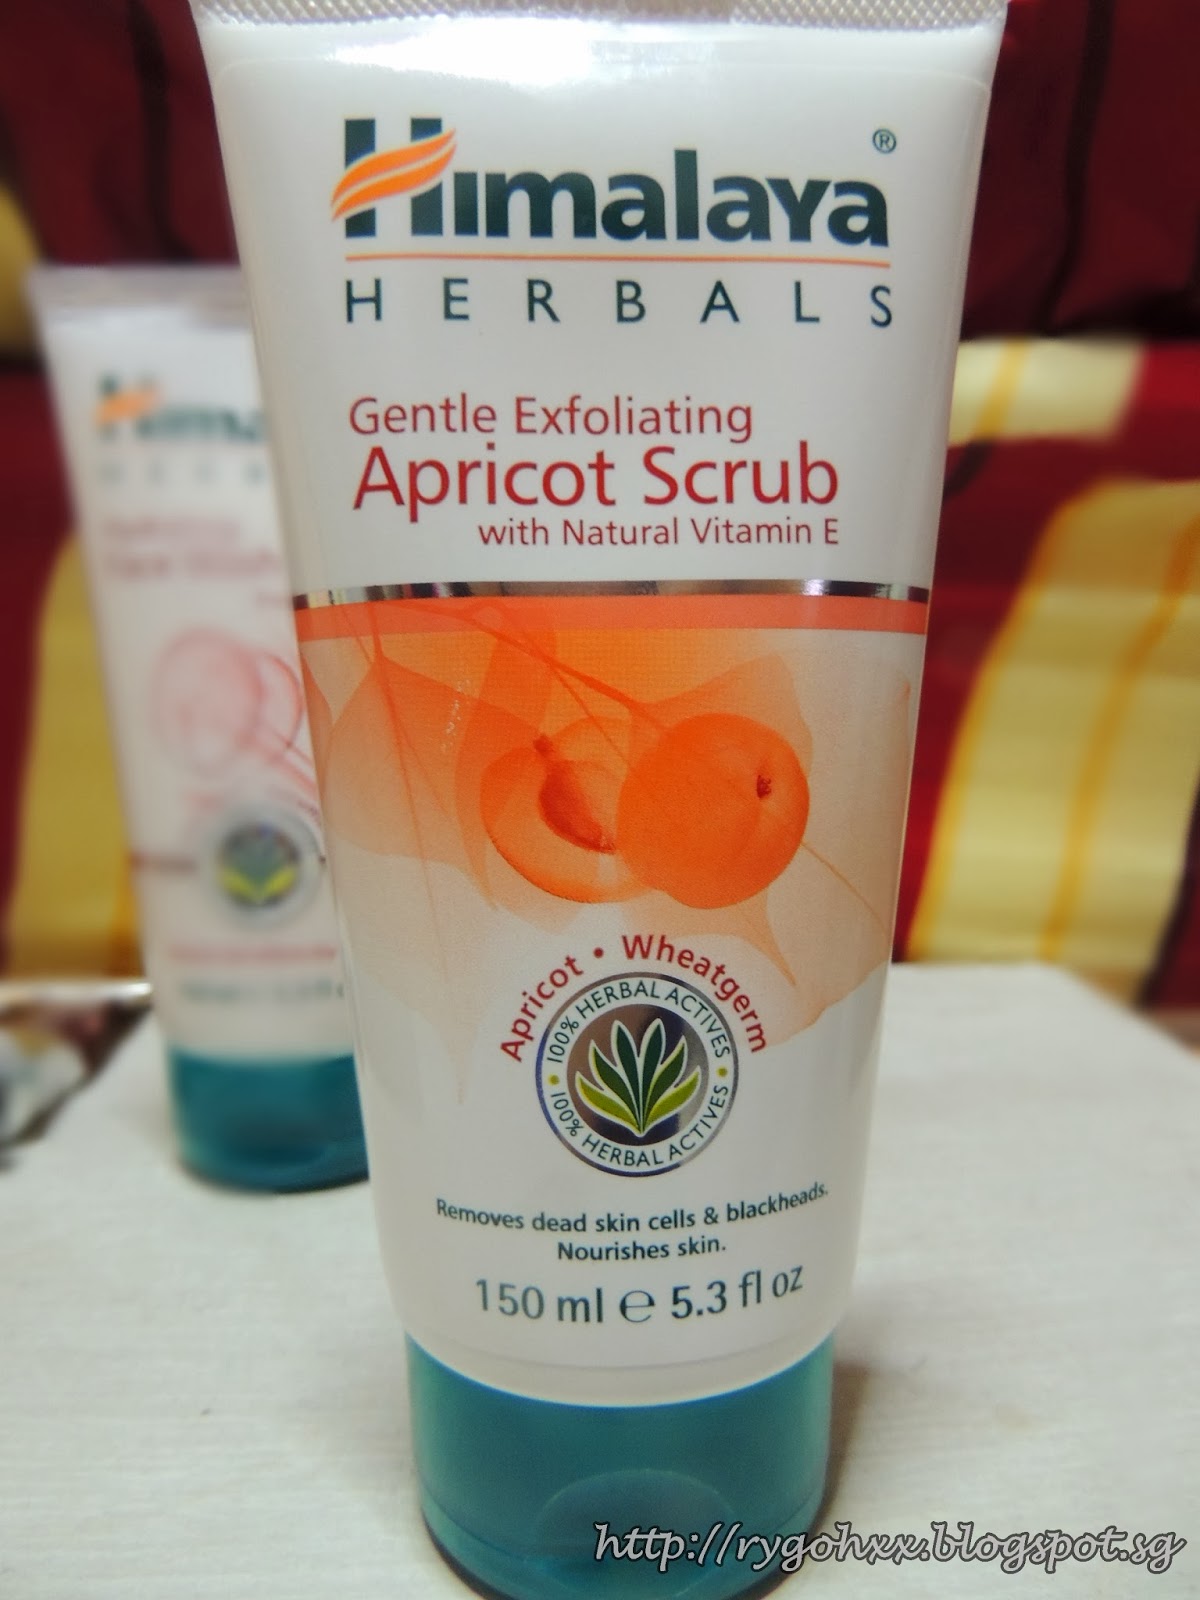 Himalaya®
HERBALS
Gentle Exfoliating
Apricot Scrub
with Natural Vitamin E
Apricot • Wheatgerm
100% HERBAL ACTIVES
100% HERBAL ACTIVES
Removes dead skin cells & blackheads.
Nourishes skin.
150 ml ℮ 5.3 fl oz
Himala
http://rygohxx.blogspot.sg